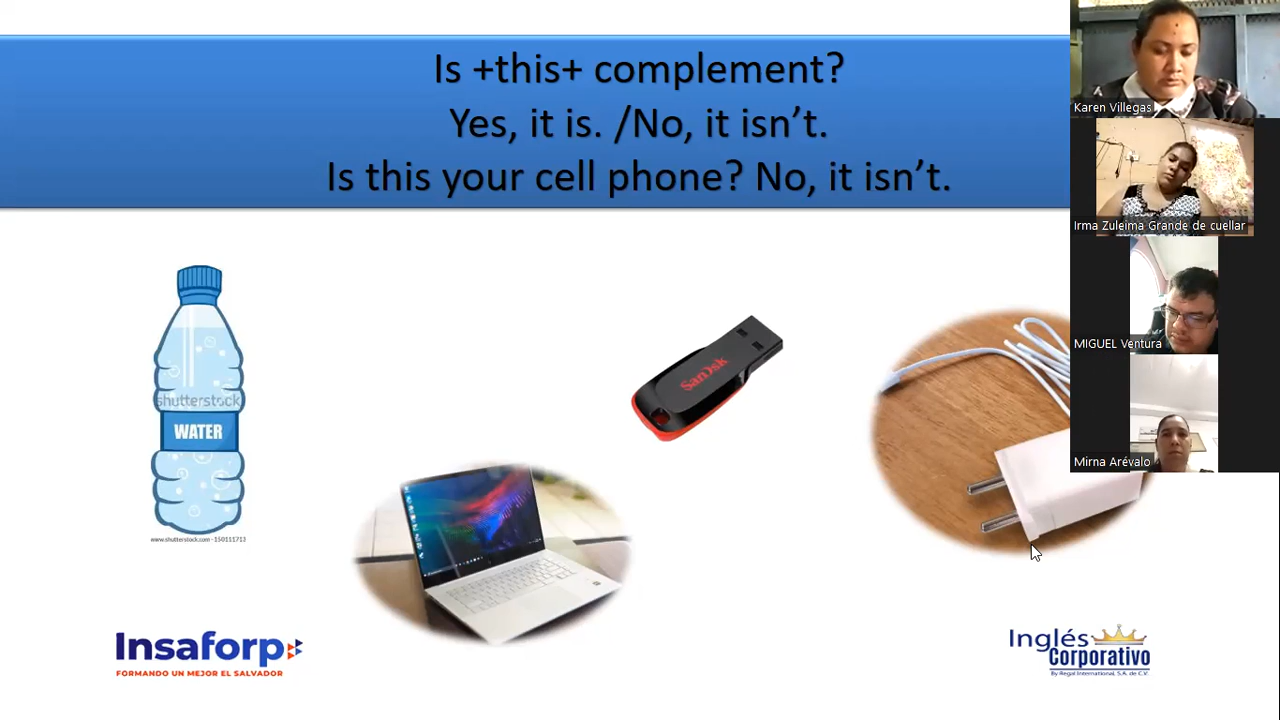 Is +this+ complement?
Yes, it is. /No, it isn’t.
Is this your cell phone? No, it isn’t.
Karen Villegas
Irma Zuleima Grande de cuellar
MIGUEL Ventura
Mirna Arévalo
shutterstock
WATER
www.shutterstock.com · 150111713
SanDisk
Insaforp
FORMANDO UN MEJOR EL SALVADOR
Inglés
Corporativo
By Regal International, S.A. de C.V.